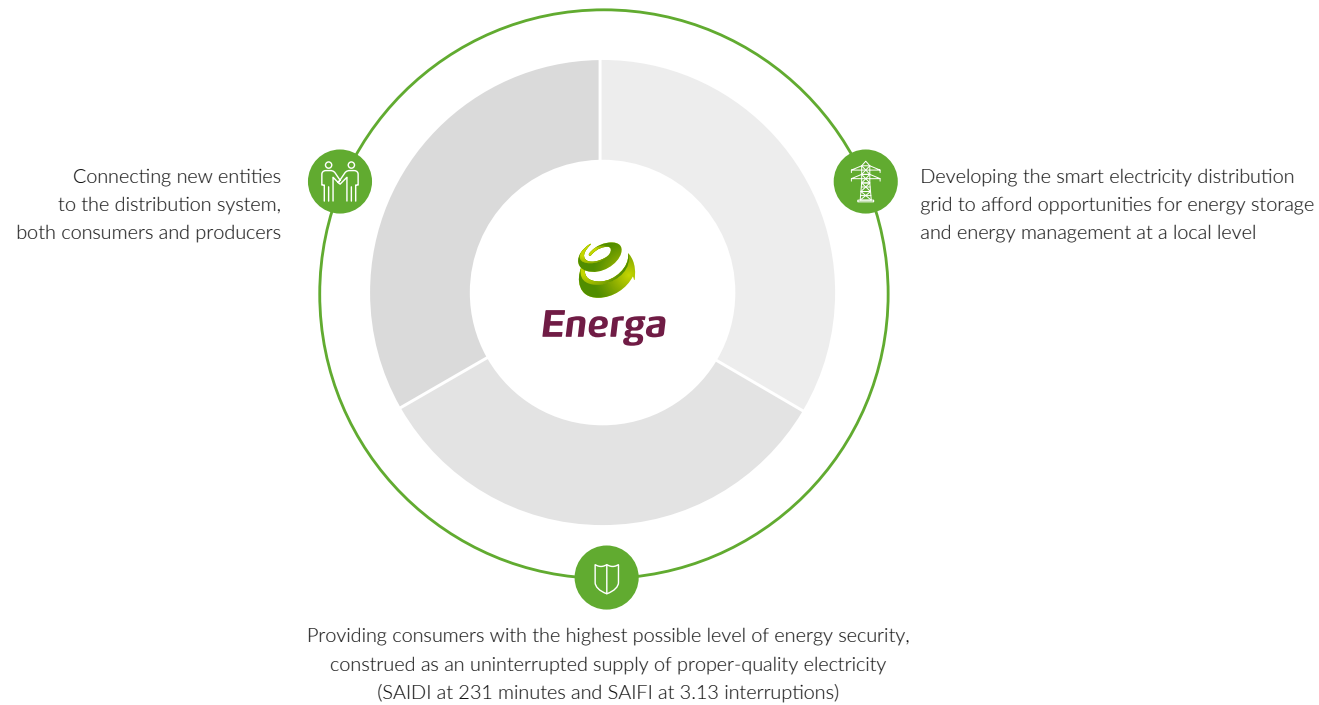 Connecting new entities
to the distribution system,
both consumers and producers
Developing the smart electricity distribution
grid to afford opportunities for energy storage
and energy management at a local level
Energa
Providing consumers with the highest possible level of energy security,
construed as an uninterrupted supply of proper-quality electricity
(SAIDI at 231 minutes and SAIFI at 3.13 interruptions)